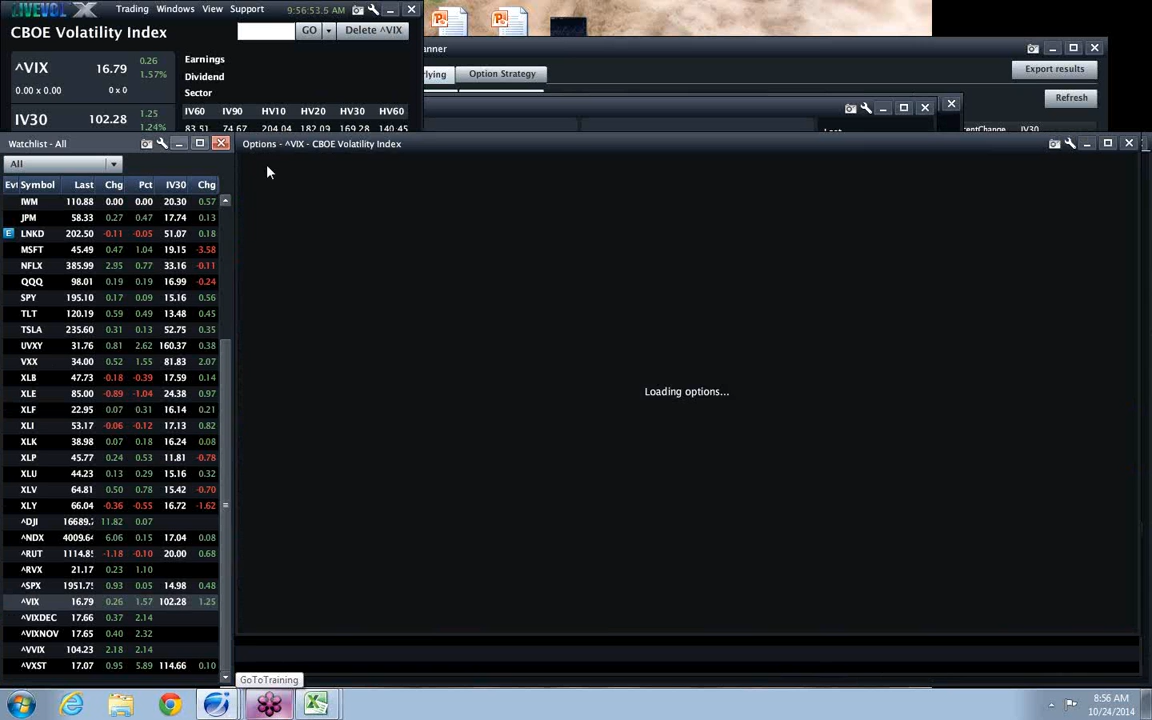 LIVEVOL X Trading Windows View Support 9:56:53.5 AM
CBOE Volatility Index GO Delete ^VIX
^VIX 16.79 0.26
1.57%
0.00 x 0.00 0 x 0
IV30 102.28 1.25
1.24%
Earnings
Dividend
Sector
IV60 IV90 HV10 HV20 HV30 HV60
83.51 74.67 204.04 182.09 169.28 140.45
anner
lying Option Strategy Export results
Refresh
Last
rcentChange IV30
Watchlist - All
All
Evt Symbol Last Chg Pct IV30 Chg
IWM 110.88 0.00 0.00 20.30 0.57
JPM 58.33 0.27 0.47 17.74 0.13
E LNKD 202.50 -0.11 -0.05 51.07 0.18
MSFT 45.49 0.47 1.04 19.15 -3.58
NFLX 385.99 2.95 0.77 33.16 -0.11
QQQ 98.01 0.19 0.19 16.99 -0.24
SPY 195.10 0.17 0.09 15.16 0.56
TLT 120.19 0.59 0.49 13.48 0.45
TSLA 235.60 0.31 0.13 52.75 0.35
UVXY 31.76 0.81 2.62 160.37 0.38
VXX 34.00 0.52 1.55 81.83 2.07
XLB 47.73 -0.18 -0.39 17.59 0.14
XLE 85.00 -0.89 -1.04 24.38 0.97
XLF 22.95 0.07 0.31 16.14 0.21
XLI 53.17 -0.06 -0.12 17.13 0.82
XLK 38.98 0.07 0.18 16.24 0.08
XLP 45.77 0.24 0.53 11.81 -0.78
XLU 44.23 0.13 0.29 15.16 0.32
XLV 64.81 0.50 0.78 15.42 -0.70
XLY 66.04 -0.36 -0.55 16.72 -1.62
^DJI 16689.7 11.82 0.07
^NDX 4009.64 6.06 0.15 17.04 0.08
^RUT 1114.85 -1.18 -0.10 20.00 0.68
^RVX 21.17 0.23 1.10
^SPX 1951.75 0.93 0.05 14.98 0.48
^VIX 16.79 0.26 1.57 102.28 1.25
^VIXDEC 17.66 0.37 2.14
^VIXNOV 17.65 0.40 2.32
^VVIX 104.23 2.18 2.14
^VXST 17.07 0.95 5.89 114.66 0.10
Options - ^VIX - CBOE Volatility Index
Loading options...
GoToTraining
8:56 AM
10/24/2014